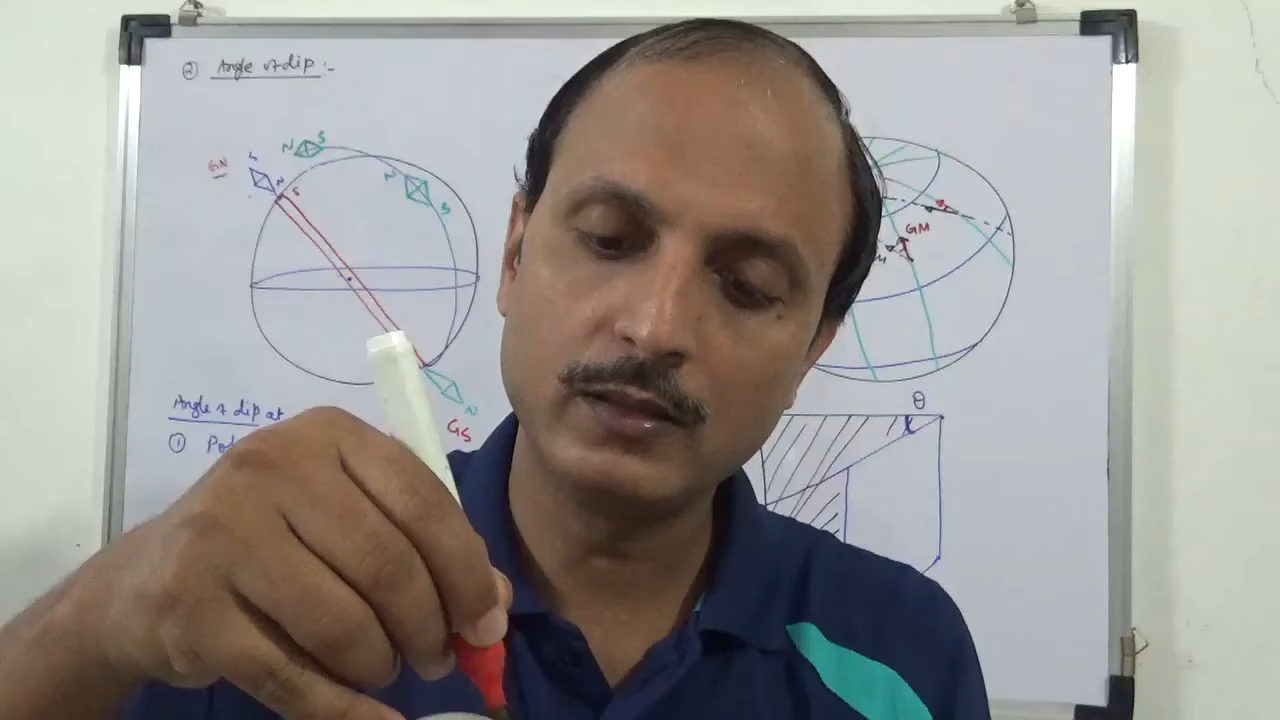 ② Angle of dip :-
N S
GN S N S
N S
N
GS
GM
M
θ
Angle of dip at
①